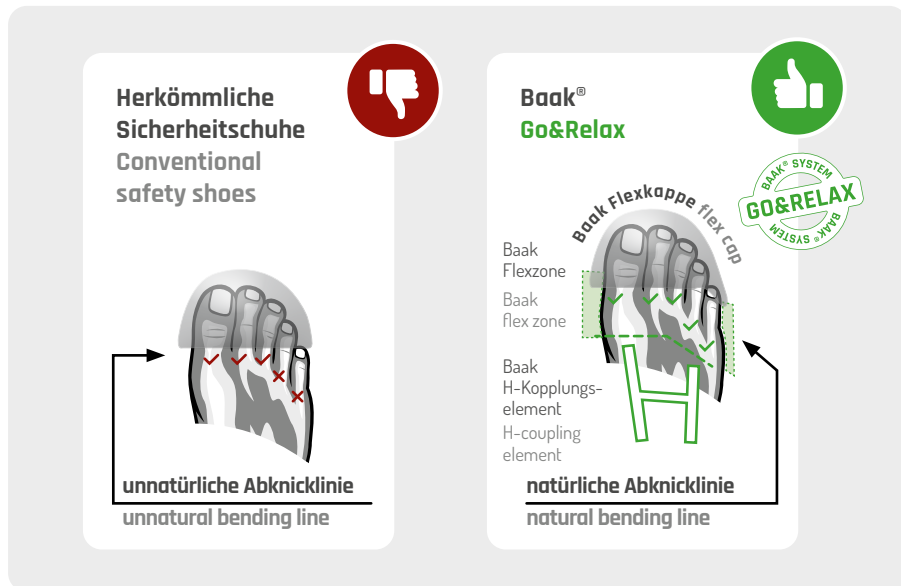 Herkömmliche
Sicherheitschuhe
Conventional
safety shoes
unnatürliche Abknicklinie
unnatural bending line
Baak®
Go&Relax
BAAK® SYSTEM
GO&RELAX
BAAK® SYSTEM
Baak Flexkappe flex cap
Baak
Flexzone
Baak
flex zone
Baak
H-Kopplungs-
element
H-coupling
element
natürliche Abknicklinie
natural bending line